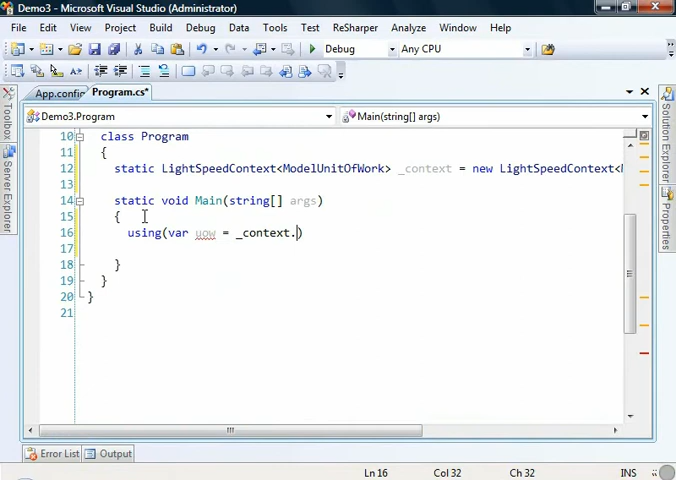 Demo3 - Microsoft Visual Studio (Administrator)
File Edit View Project Build Debug Data Tools Test ReSharper Analyze Window Help
Debug Any CPU
App.config Program.cs*
Demo3.Program Main(string[] args)
10 class Program
11 {
12 static LightSpeedContext<ModelUnitOfWork> _context = new LightSpeedContext<M
13
14 static void Main(string[] args)
15 {
16 using(var uow = _context.)
17
18 }
19 }
20 }
21
Toolbox
Server Explorer
Solution Explorer
Properties
Error List Output
Ln 16 Col 32 Ch 32 INS